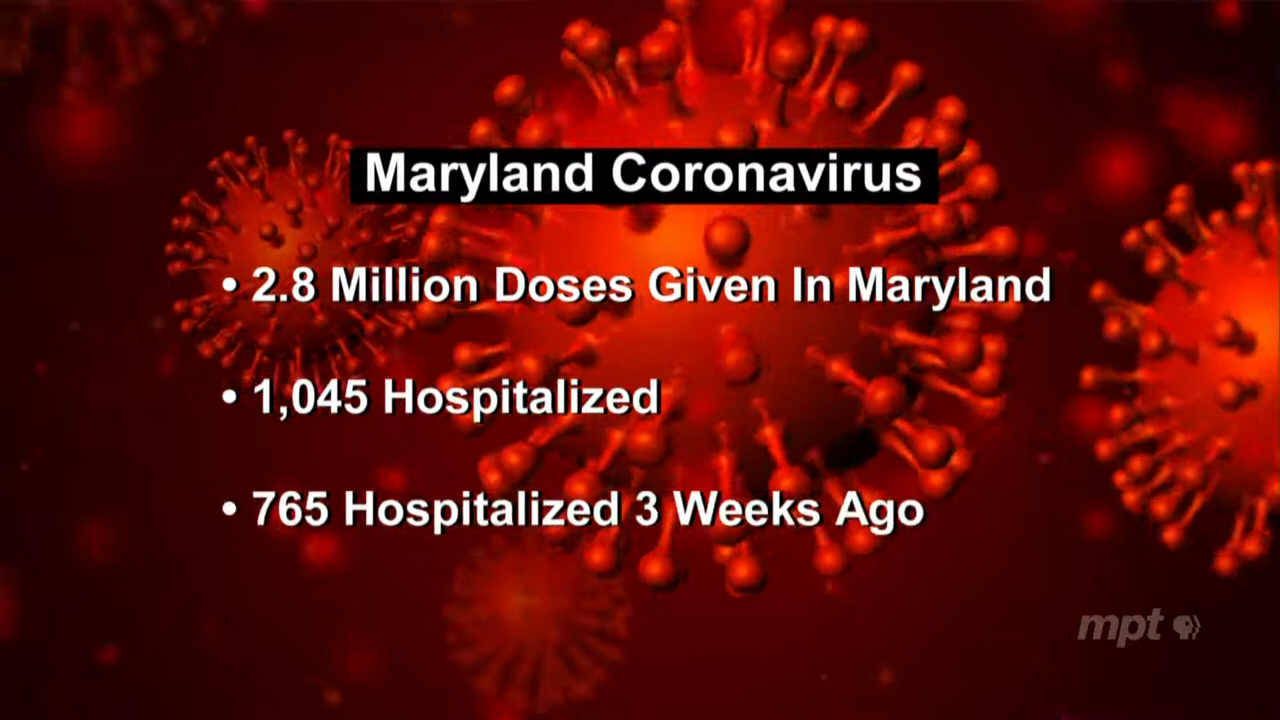 Maryland Coronavirus
• 2.8 Million Doses Given In Maryland
• 1,045 Hospitalized
• 765 Hospitalized 3 Weeks Ago
mpt